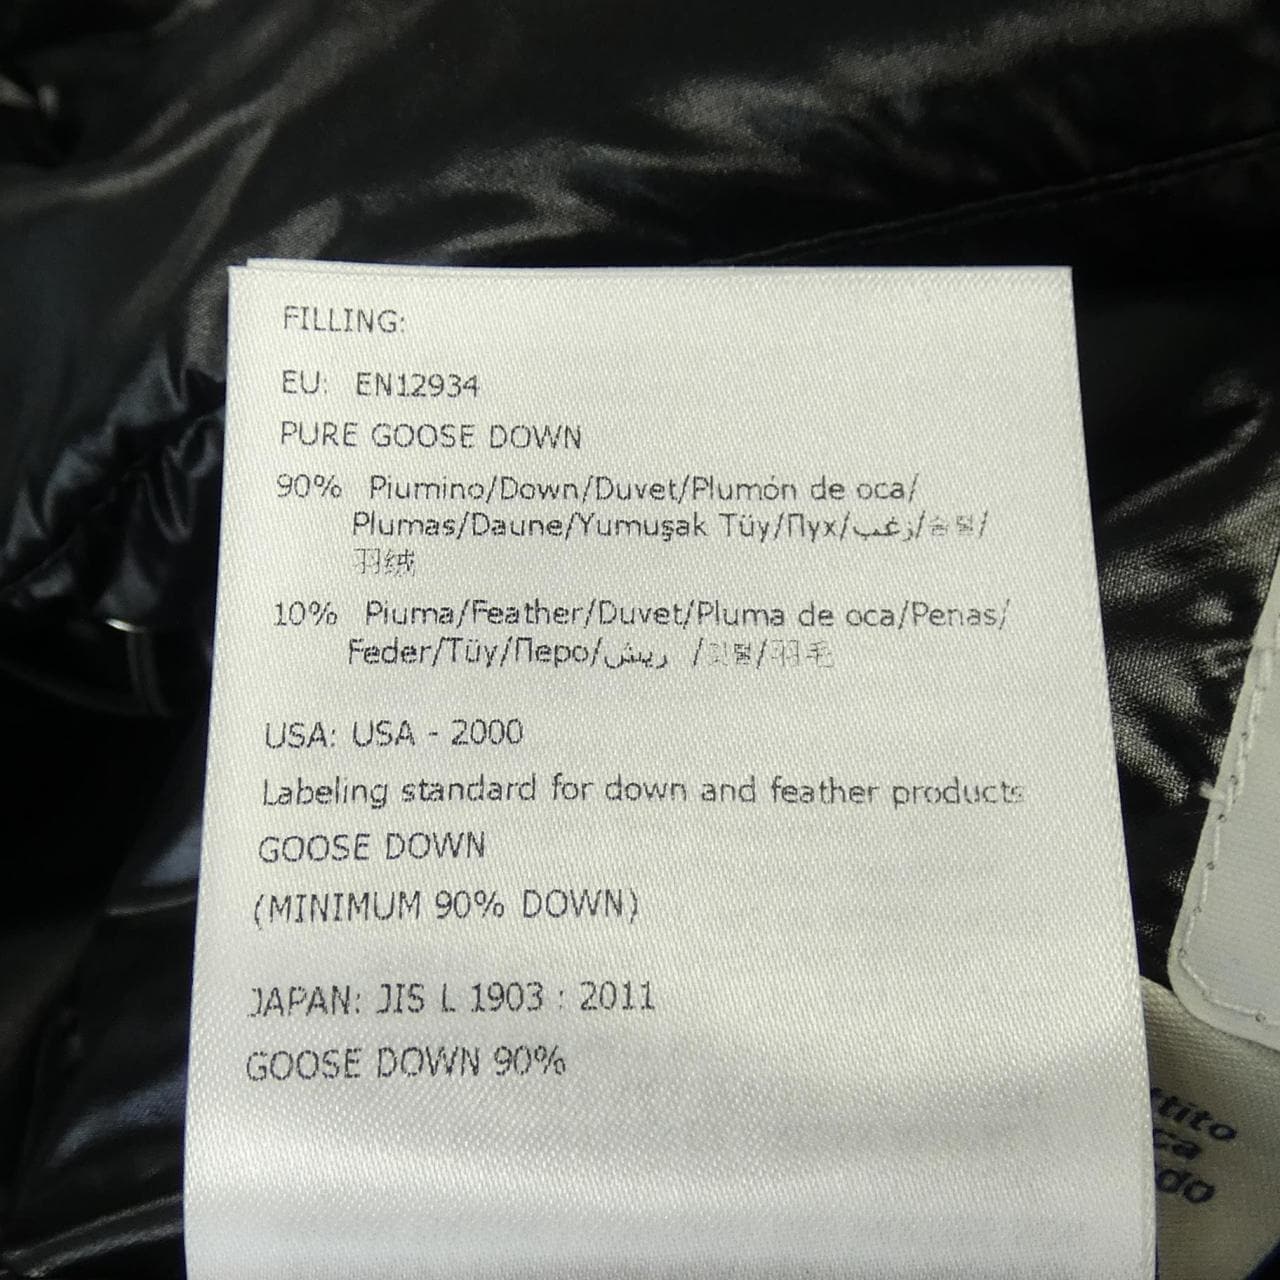 FILLING:
EU: EN12934
PURE GOOSE DOWN
90% Piumino/Down/Duvet/Plumón de oca/
Plumas/Daune/Yumuşak Tüy/Пух/زغب/솜털/
羽绒
10% Piuma/Feather/Duvet/Pluma de oca/Penas/
Feder/Tüy/Перо/ريش /깃털/羽毛
USA: USA - 2000
Labeling standard for down and feather products
GOOSE DOWN
(MINIMUM 90% DOWN)
JAPAN: JIS L 1903 : 2011
GOOSE DOWN 90%